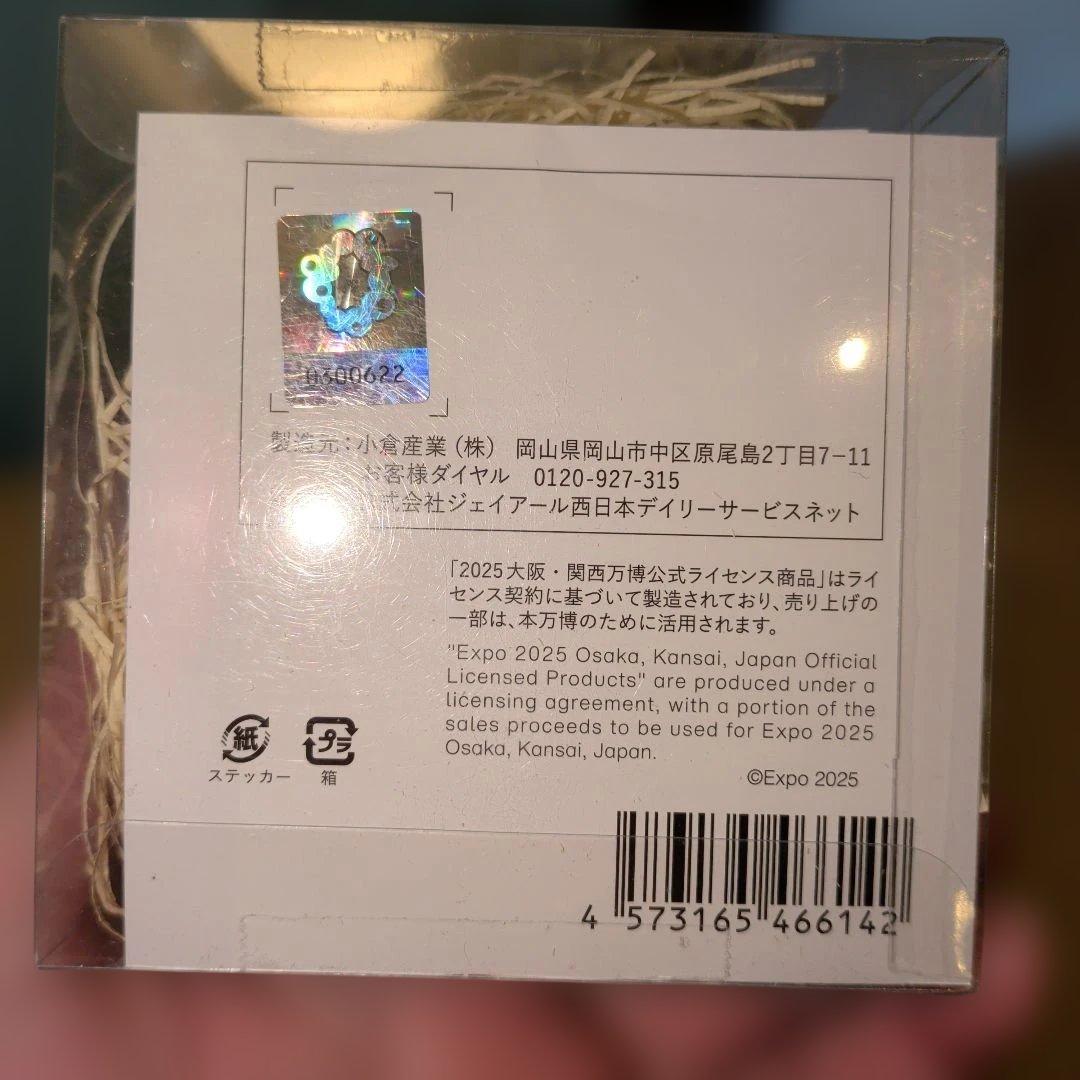 0300622
製造元：小倉産業（株） 岡山県岡山市中区原尾島2丁目7−11
お客様ダイヤル 0120-927-315
式会社ジェイアール西日本デイリーサービスネット
「2025大阪・関西万博公式ライセンス商品」はライ
センス契約に基づいて製造されており、売り上げの
一部は、本万博のために活用されます。
"Expo 2025 Osaka, Kansai, Japan Official
Licensed Products" are produced under a
licensing agreement, with a portion of the
sales proceeds to be used for Expo 2025
Osaka, Kansai, Japan.
紙 プラ
ステッカー 箱
©Expo 2025
4 573165 466142